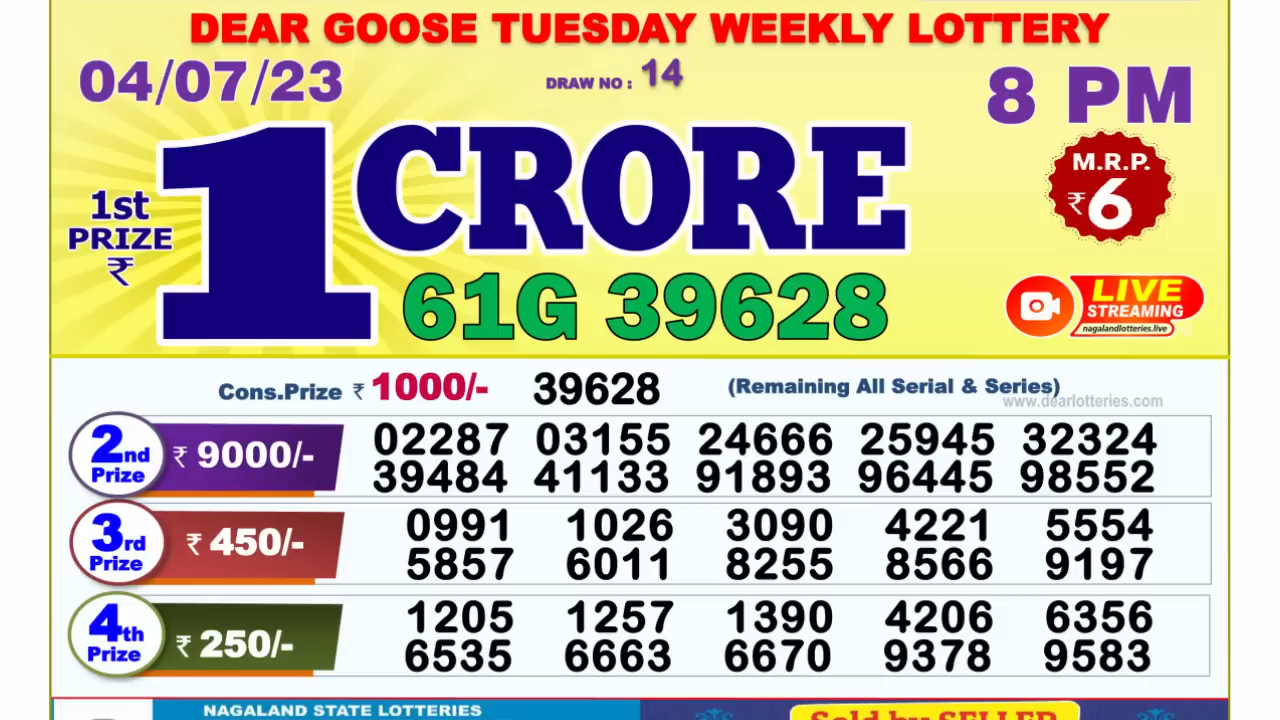 DEAR GOOSE TUESDAY WEEKLY LOTTERY
04/07/23 DRAW NO : 14 8 PM
1st PRIZE ₹ 1 CRORE
M.R.P. ₹ 6
61G 39628
LIVE STREAMING
nagalandlotteries.live
Cons.Prize ₹ 1000/- 39628 (Remaining All Serial & Series)
www.dearlotteries.com
2nd Prize ₹ 9000/-
02287 03155 24666 25945 32324
39484 41133 91893 96445 98552
3rd Prize ₹ 450/-
0991 1026 3090 4221 5554
5857 6011 8255 8566 9197
4th Prize ₹ 250/-
1205 1257 1390 4206 6356
6535 6663 6670 9378 9583
NAGALAND STATE LOTTERIES
Sold by SELLER